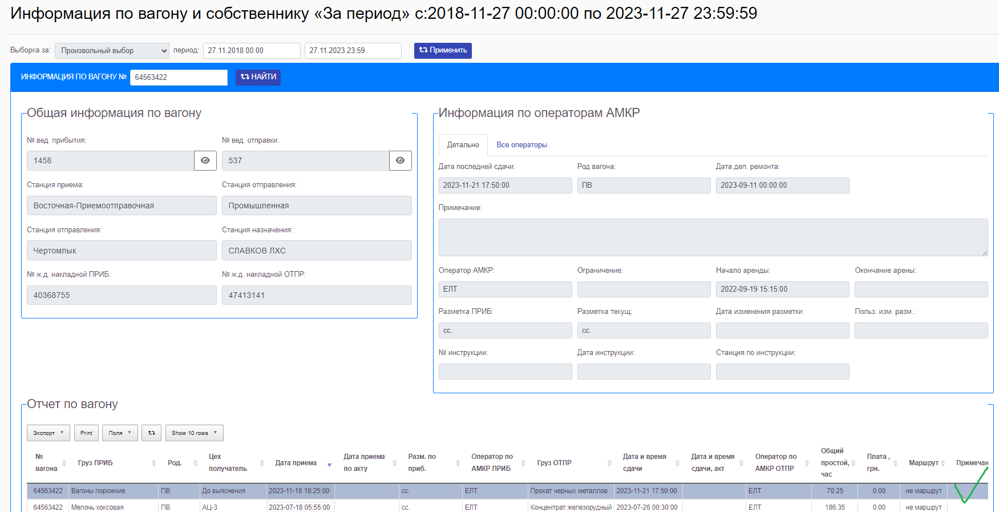 Информация по вагону и собственнику «За период» с:2018-11-27 00:00:00 по 2023-11-27 23:59:59
Выборка за: Произвольный выбор период: 27.11.2018 00:00 27.11.2023 23:59 Применить
ИНФОРМАЦИЯ ПО ВАГОНУ № 64563422 НАЙТИ
Общая информация по вагону
№ вед. прибытия: № вед. отправки:
1458 537
Станция приема: Станция отправления:
Восточная-Приемоотправочная Промышленная
Станция отправления: Станция назначения:
Чертомлык СЛАВКОВ ЛХС
№ ж.д. накладной ПРИБ: № ж.д. накладной ОТПР:
40368755 47413141
Информация по операторам АМКР
Детально Все операторы
Дата последней сдачи: Род вагона: Дата деп. ремонта:
2023-11-21 17:50:00 ПВ 2023-09-11 00:00:00
Примечание:
Оператор АМКР: Ограничение: Начало аренды: Окончание арены:
ЕЛТ 2022-09-19 15:15:00
Разметка ПРИБ: Разметка текущ: Дата изменения разметки: Польз. изм. разм.:
сс. сс.
№ инструкции: Дата инструкции: Станция по инструкции:
Отчет по вагону
Экспорт Print Поля Show 10 rows
№ вагона Груз ПРИБ Род. Цех получатель Дата приема Дата приема по акту Разм. по приб. Оператор по АМКР ПРИБ Груз ОТПР Дата и время сдачи Дата и время сдачи, акт Оператор по АМКР ОТПР Общий простой, час Плата , грн. Маршрут Примечан
64563422 Вагоны порожние ПВ До выяснения 2023-11-18 19:25:00 сс. ЕЛТ Прокат черных металлов 2023-11-21 17:50:00 ЕЛТ 70:25 0.00 не маршрут
64563422 Мелочь коксовая ПВ АЦ-3 2023-07-18 05:55:00 сс. ЕЛТ Концентрат железорудный 2023-07-26 00:30:00 ЕЛТ 186:35 0.00 не маршрут